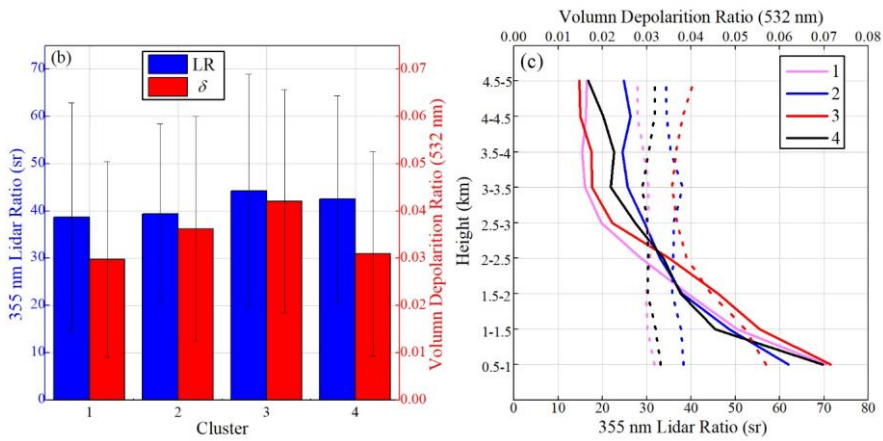 (b)
LR
δ
70
60
50
40
30
20
10
0
355 nm Lidar Ratio (sr)
0.07
0.06
0.05
0.04
0.03
0.02
0.01
0.00
Volumn Depolarition Ratio (532 nm)
1 2 3 4
Cluster
Volumn Depolarition Ratio (532 nm)
0.00 0.01 0.02 0.03 0.04 0.05 0.06 0.07 0.08
(c)
1
2
3
4
4.5-5
4-4.5
3.5-4
3-3.5
2.5-3
2-2.5
1.5-2
1-1.5
0.5-1
Height (km)
0 10 20 30 40 50 60 70 80
355 nm Lidar Ratio (sr)